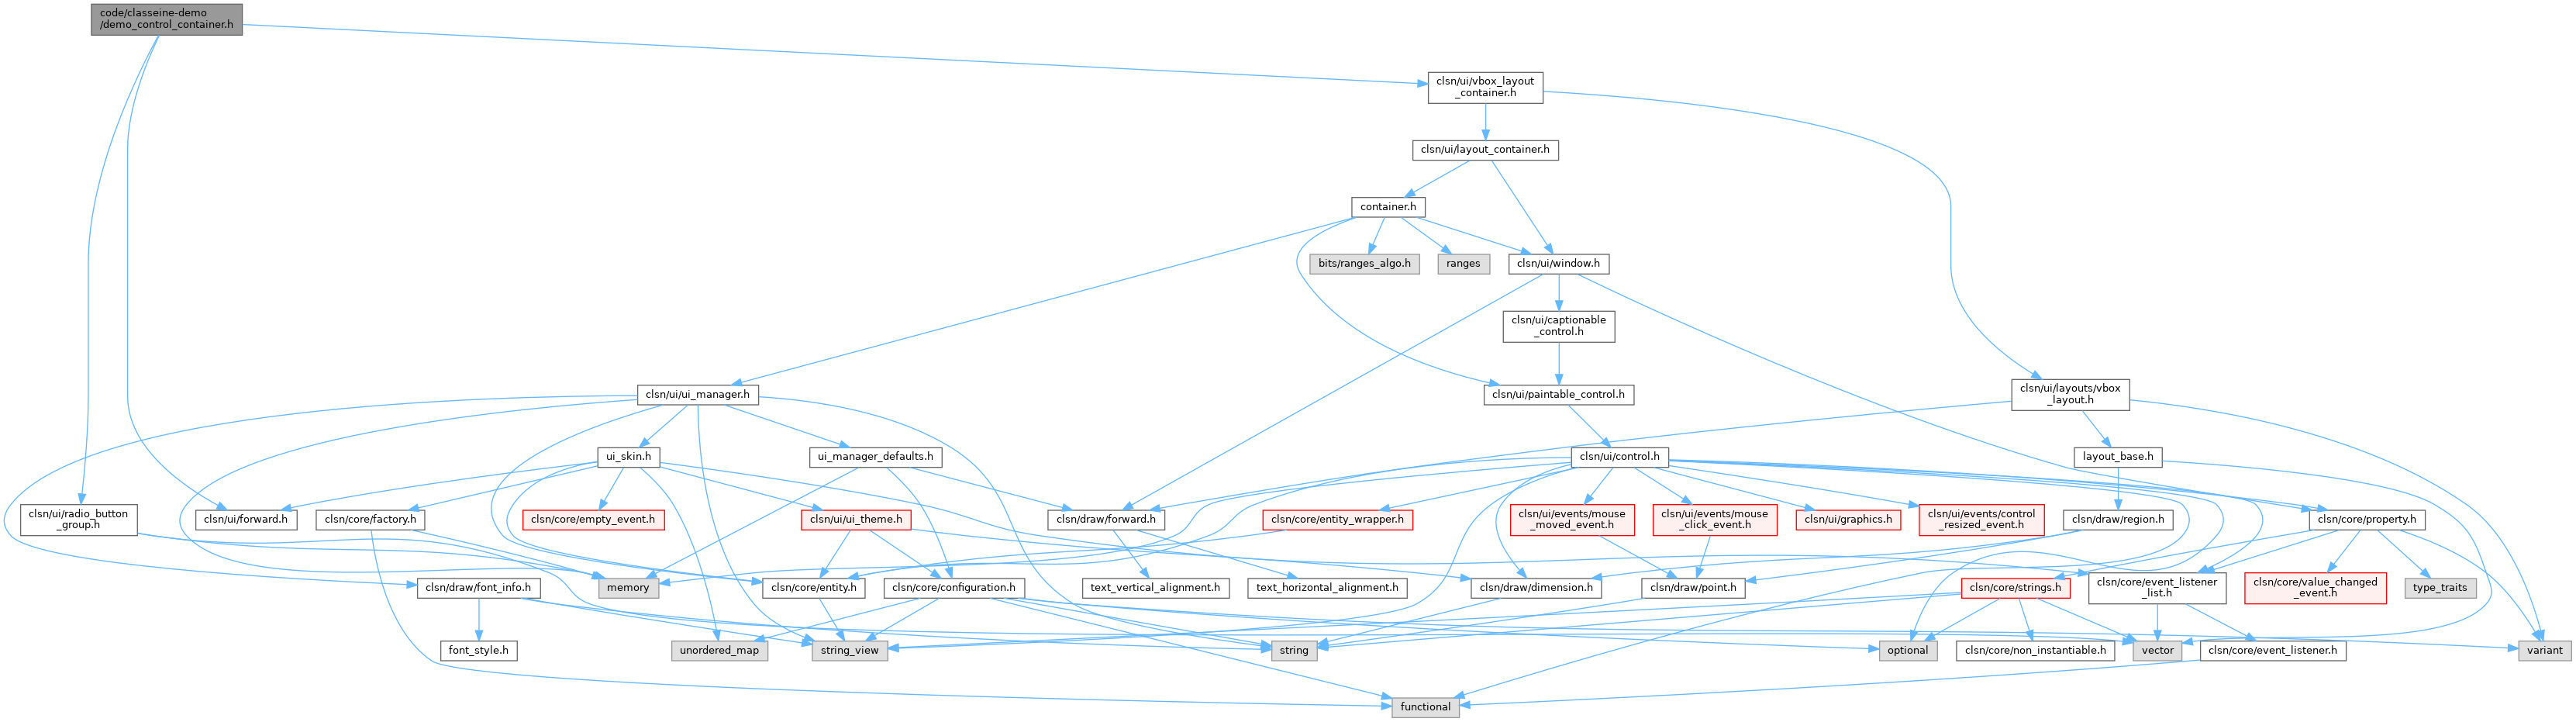 code/classeine-demo
/demo_control_container.h
clsn/ui/vbox_layout
_container.h
clsn/ui/layout_container.h
container.h
bits/ranges_algo.h
ranges
clsn/ui/window.h
clsn/ui/captionable
_control.h
clsn/ui/ui_manager.h
clsn/ui/paintable_control.h
clsn/ui/layouts/vbox
_layout.h
ui_skin.h
ui_manager_defaults.h
clsn/ui/control.h
layout_base.h
clsn/ui/radio_button
_group.h
clsn/ui/forward.h
clsn/core/factory.h
clsn/core/empty_event.h
clsn/ui/ui_theme.h
clsn/draw/forward.h
clsn/core/entity_wrapper.h
clsn/ui/events/mouse
_moved_event.h
clsn/ui/events/mouse
_click_event.h
clsn/ui/graphics.h
clsn/ui/events/control
_resized_event.h
clsn/draw/region.h
clsn/core/property.h
clsn/draw/font_info.h
memory
clsn/core/entity.h
clsn/core/configuration.h
text_vertical_alignment.h
text_horizontal_alignment.h
clsn/draw/dimension.h
clsn/draw/point.h
clsn/core/strings.h
clsn/core/event_listener
_list.h
clsn/core/value_changed
_event.h
type_traits
font_style.h
unordered_map
string_view
string
optional
clsn/core/non_instantiable.h
vector
clsn/core/event_listener.h
variant
functional